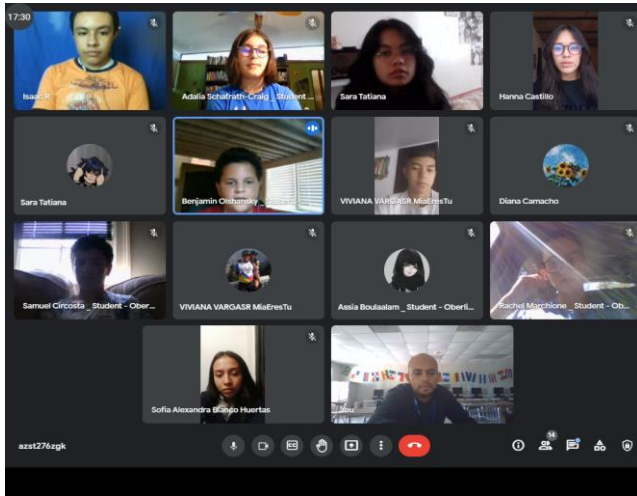 17:30
Isaac R
Adalia Schafrath-Craig _ Student ...
Sara Tatiana
Hanna Castillo
Sara Tatiana
Benjamin Olshansky _ Student
VIVIANA VARGASR MiaEresTu
Diana Camacho
Samuel Circosta _ Student - Ober...
VIVIANA VARGASR MiaEresTu
Assia Boulaalam _ Student - Oberli...
Rachel Marchione _ Student - Ob...
Sofia Alexandra Blanco Huertas
You
azst276zgk
CC
14